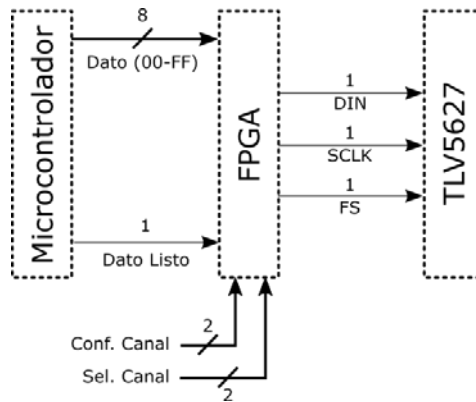 Microcontrolador
8
Dato (00-FF)
1
Dato Listo
FPGA
1
DIN
1
SCLK
1
FS
TLV5627
Conf. Canal
2
Sel. Canal
2